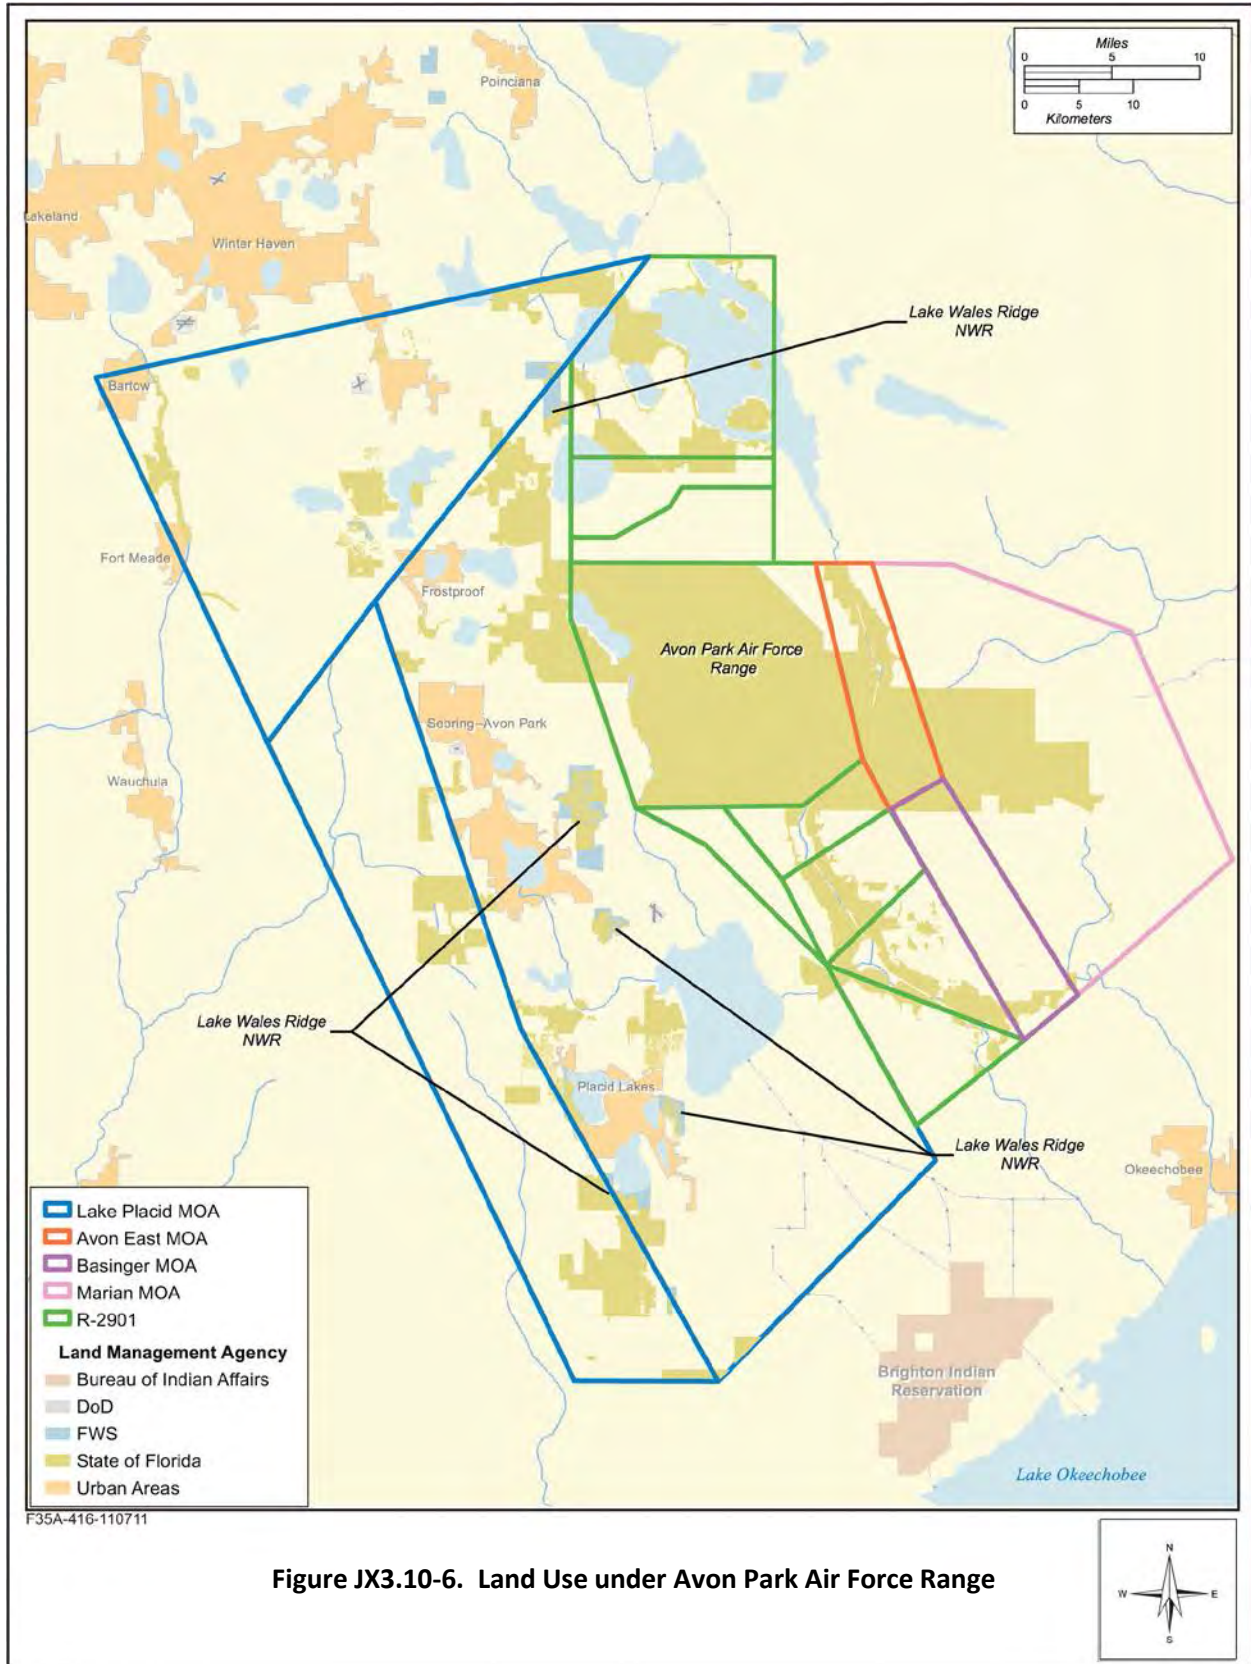 Miles
0 5 10
0 5 10
Kilometers
Poinciana
Lakeland
Winter Haven
Lake Wales Ridge
NWR
Bartow
Fort Meade
Frostproof
Avon Park Air Force
Range
Sebring–Avon Park
Wauchula
Lake Wales Ridge
NWR
Placid Lakes
Lake Wales Ridge
NWR
Okeechobee
Brighton Indian
Reservation
Lake Okeechobee
Lake Placid MOA
Avon East MOA
Basinger MOA
Marian MOA
R-2901
Land Management Agency
Bureau of Indian Affairs
DoD
FWS
State of Florida
Urban Areas
F35A-416-110711
Figure JX3.10-6. Land Use under Avon Park Air Force Range
N
W E
S